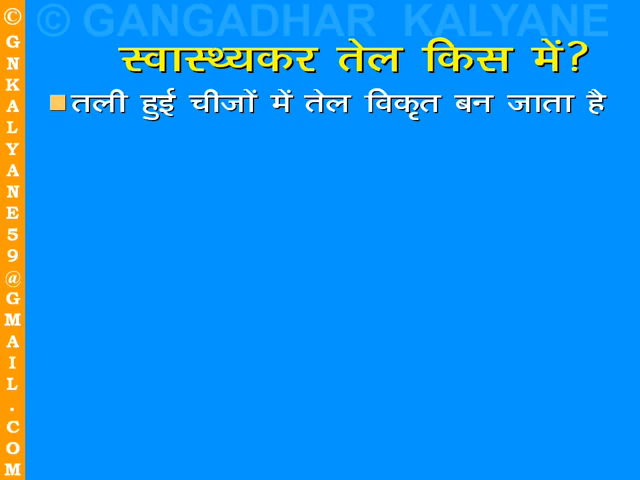 © GANGADHAR KALYANE
स्वास्थ्यकर तेल किस में?
तली हुई चीजों में तेल विकृत बन जाता है
©GNKALYANE59@GMAIL.COM